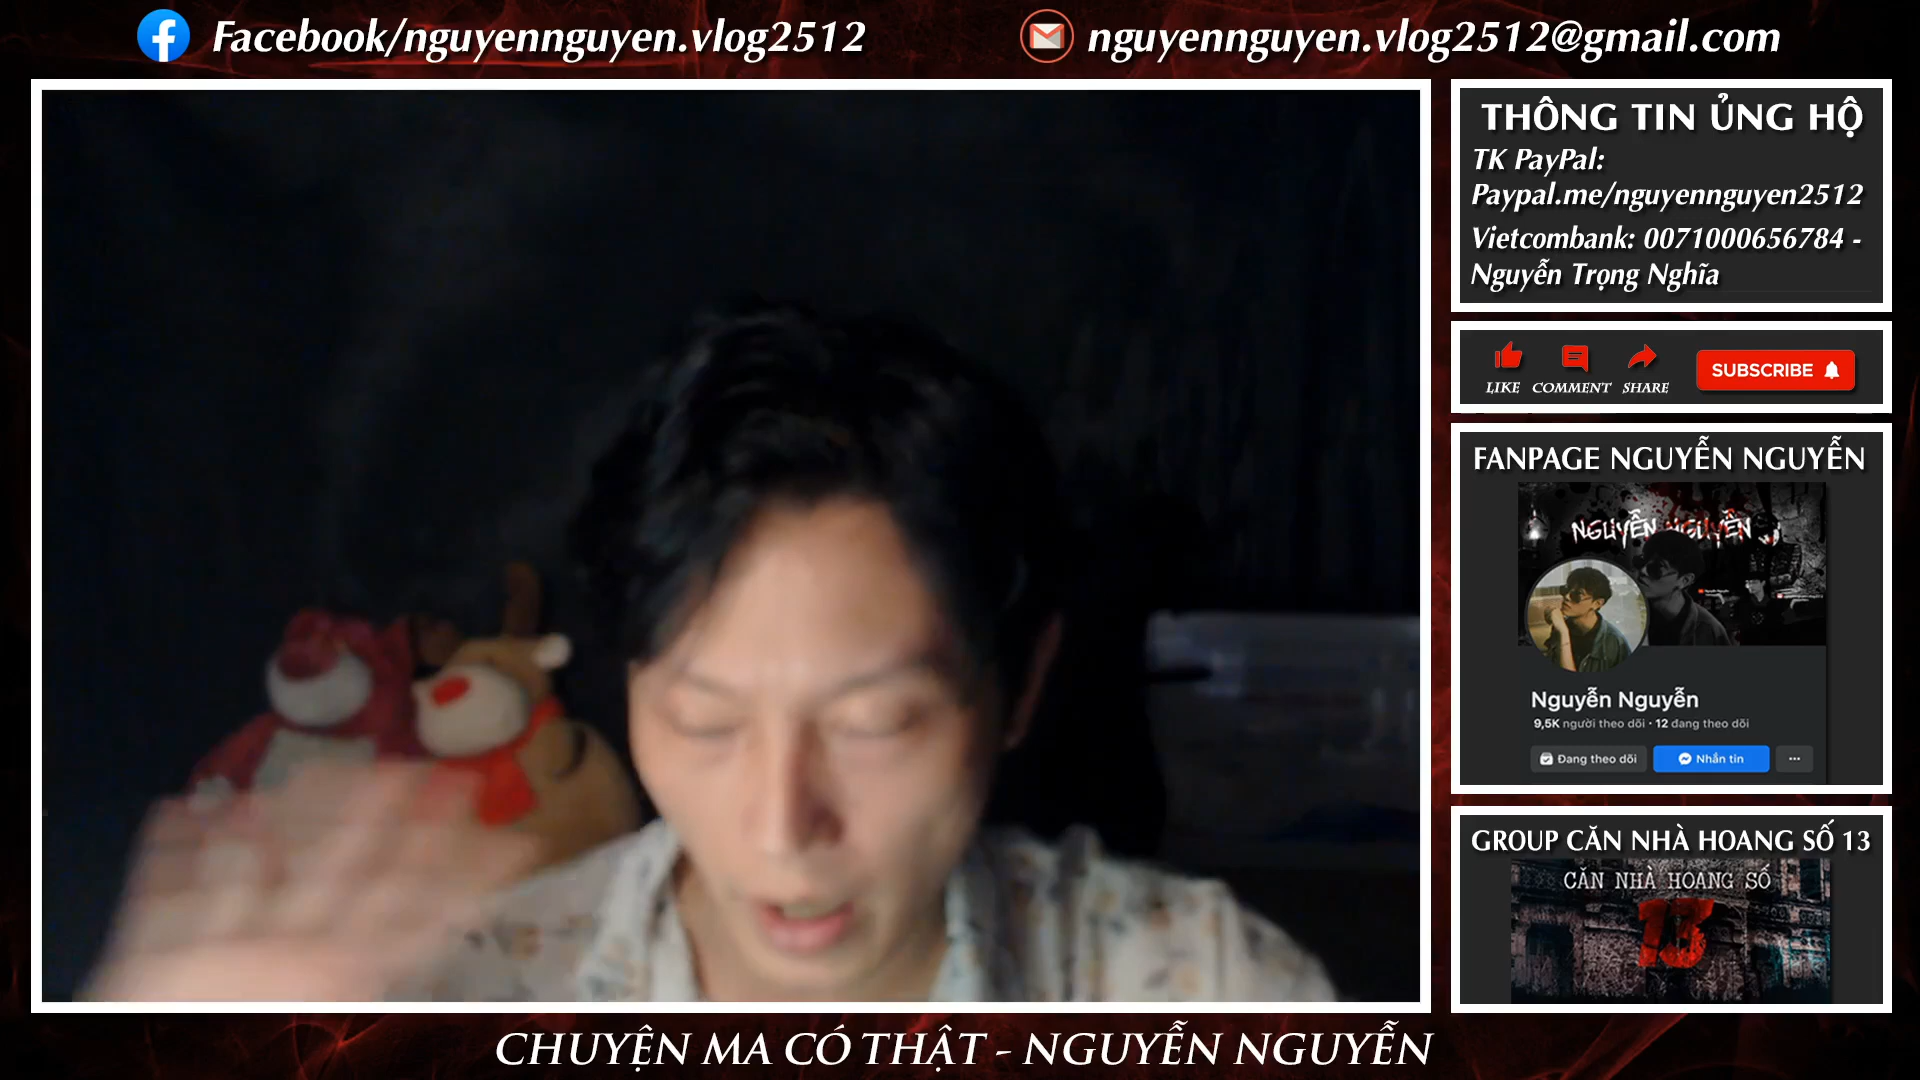 Facebook/nguyennguyen.vlog2512
nguyennguyen.vlog2512@gmail.com
THÔNG TIN ỦNG HỘ
TK PayPal:
Paypal.me/nguyennguyen2512
Vietcombank: 0071000656784 -
Nguyễn Trọng Nghĩa
LIKE COMMENT SHARE
SUBSCRIBE
FANPAGE NGUYỄN NGUYỄN
NGUYỄN NGUYỄN
Nguyễn Nguyễn
9,5K người theo dõi • 12 đang theo dõi
Đang theo dõi
Nhắn tin
GROUP CĂN NHÀ HOANG SỐ 13
CĂN NHÀ HOANG SỐ
13
CHUYỆN MA CÓ THẬT - NGUYỄN NGUYỄN